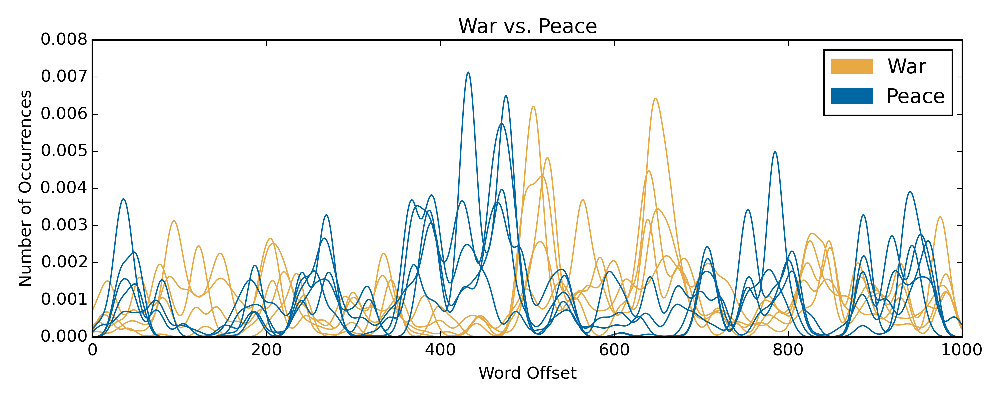 War vs. Peace
0.008
0.007
0.006
0.005
0.004
0.003
0.002
0.001
0.000
Number of Occurrences
War
Peace
0 200 400 600 800 1000
Word Offset